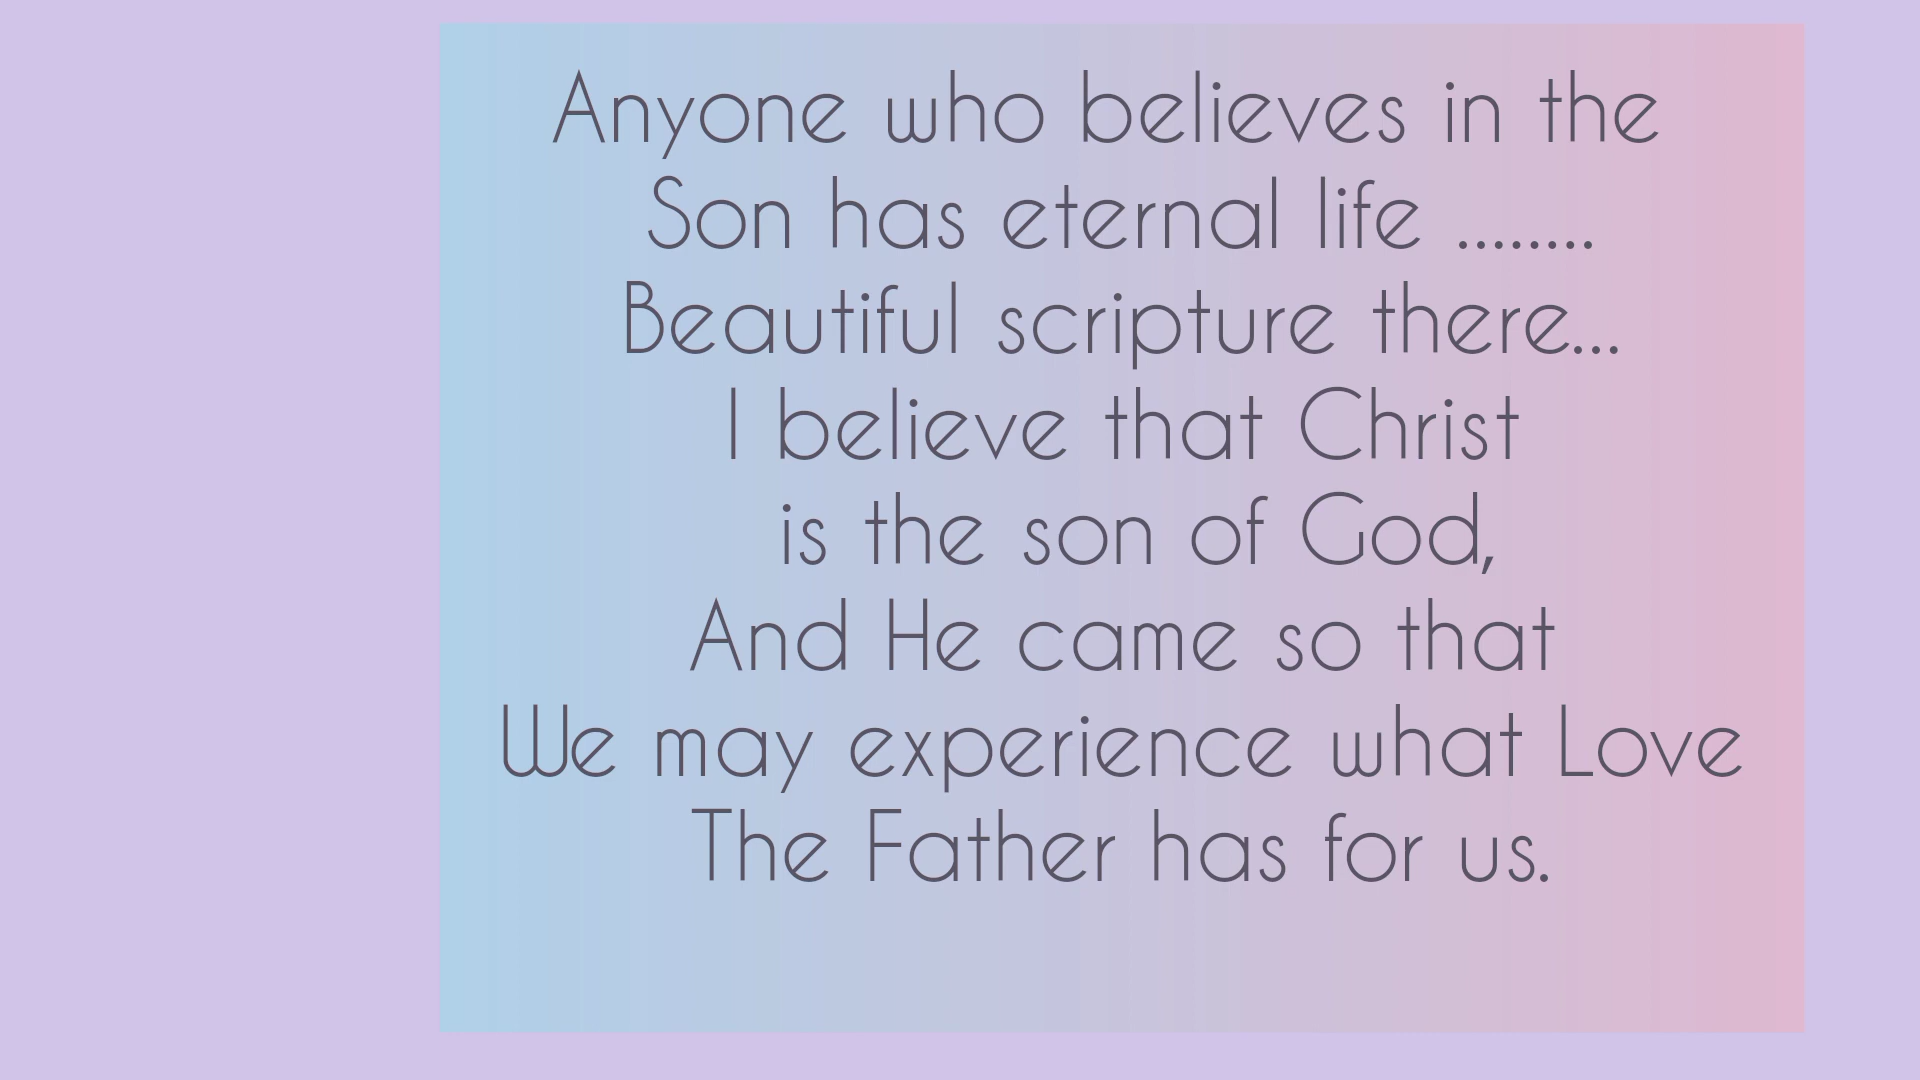 Anyone who believes in the
Son has eternal life ........
Beautiful scripture there...
I believe that Christ
is the son of God,
And He came so that
We may experience what Love
The Father has for us.